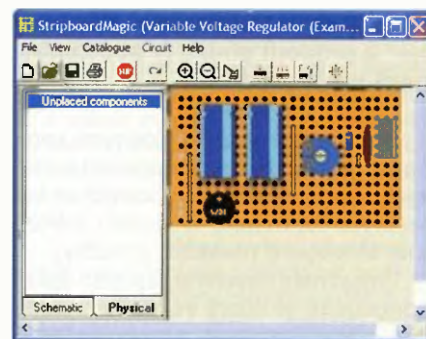 StripboardMagic (Variable Voltage Regulator (Exam...
File View Catalogue Circuit Help
Unplaced components
Schematic Physical